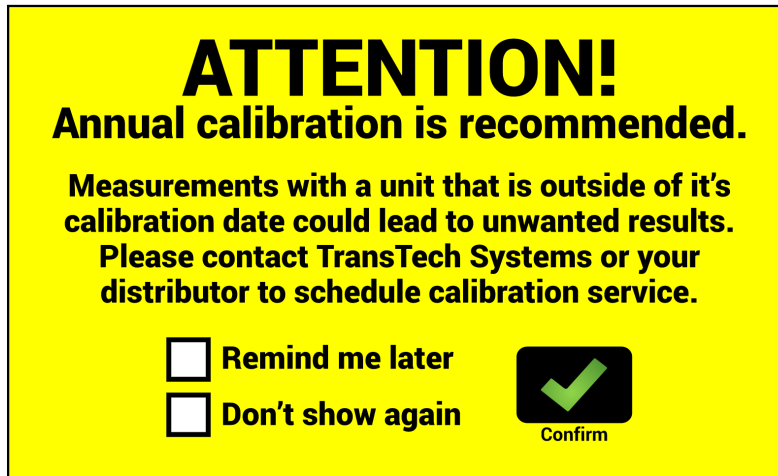 ATTENTION!
Annual calibration is recommended.
Measurements with a unit that is outside of it's
calibration date could lead to unwanted results.
Please contact TransTech Systems or your
distributor to schedule calibration service.
Remind me later
Don't show again
Confirm